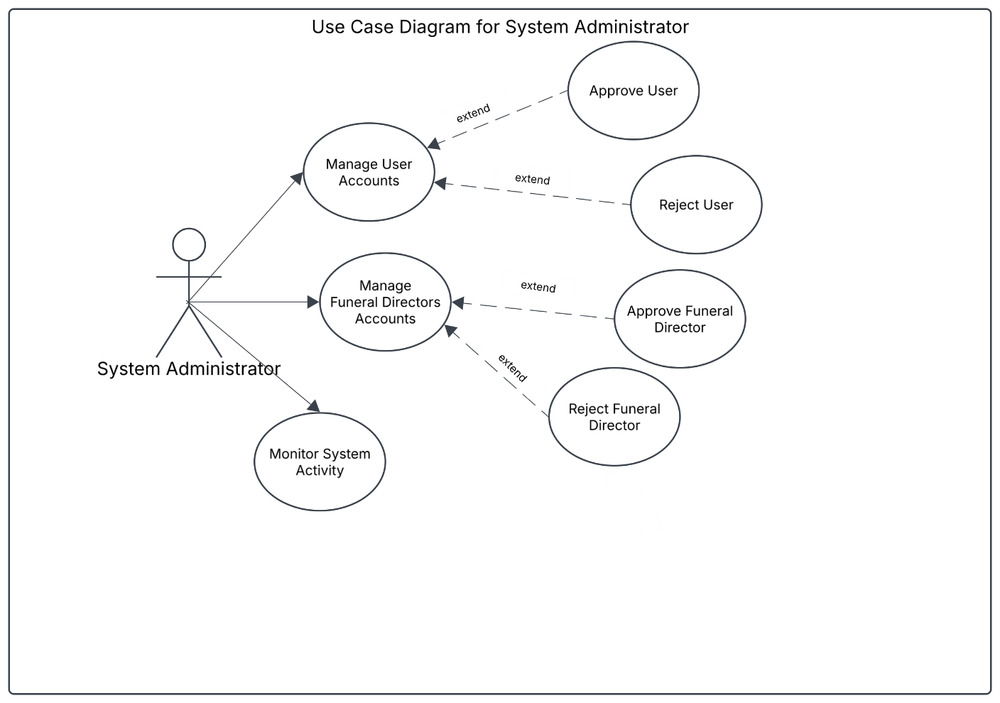 Use Case Diagram for System Administrator
Approve User
extend
Manage User
Accounts
extend
Reject User
Manage
Funeral Directors
Accounts
extend
Approve Funeral
Director
extend
System Administrator
Reject Funeral
Director
Monitor System
Activity